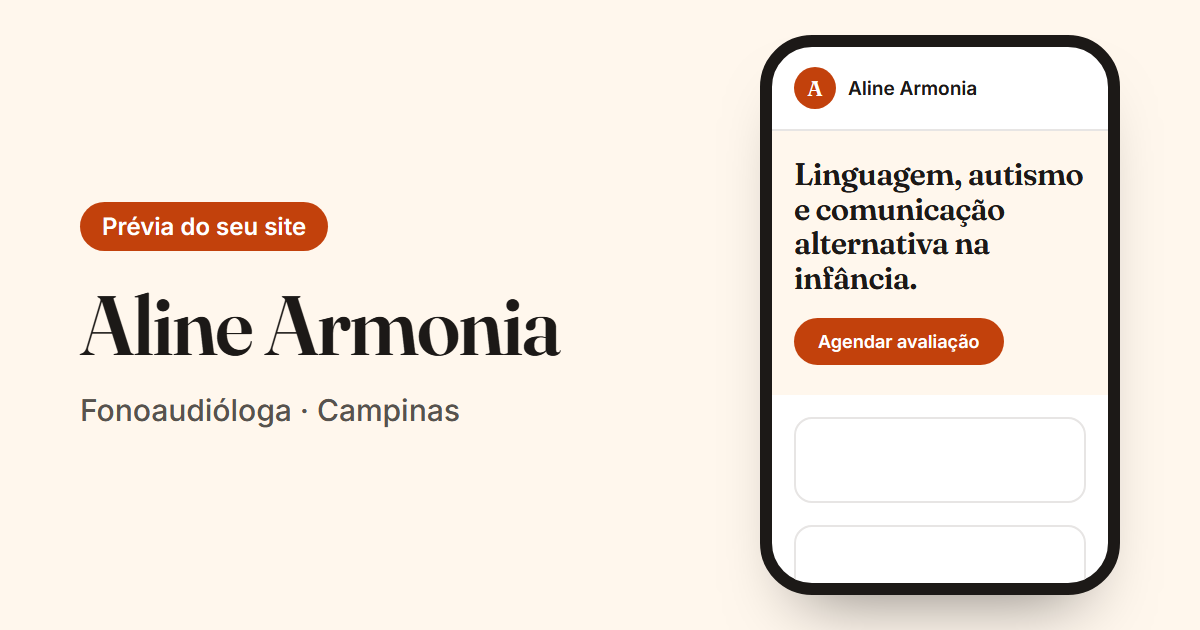 Prévia do seu site
Aline Armonia
Fonoaudióloga · Campinas
A
Aline Armonia
Linguagem, autismo
e comunicação
alternativa na
infância.
Agendar avaliação